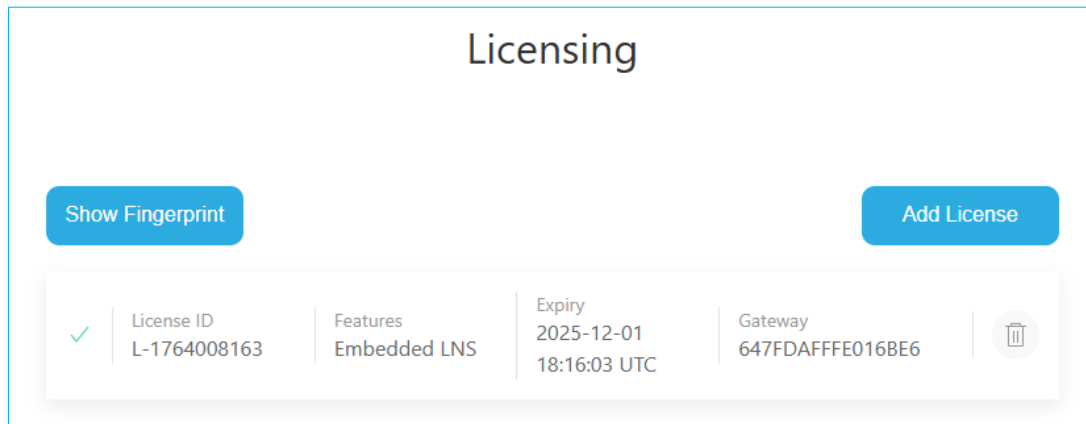 Licensing
Show Fingerprint
Add License
License ID
L-1764008163
Features
Embedded LNS
Expiry
2025-12-01
18:16:03 UTC
Gateway
647FDAFFFE016BE6